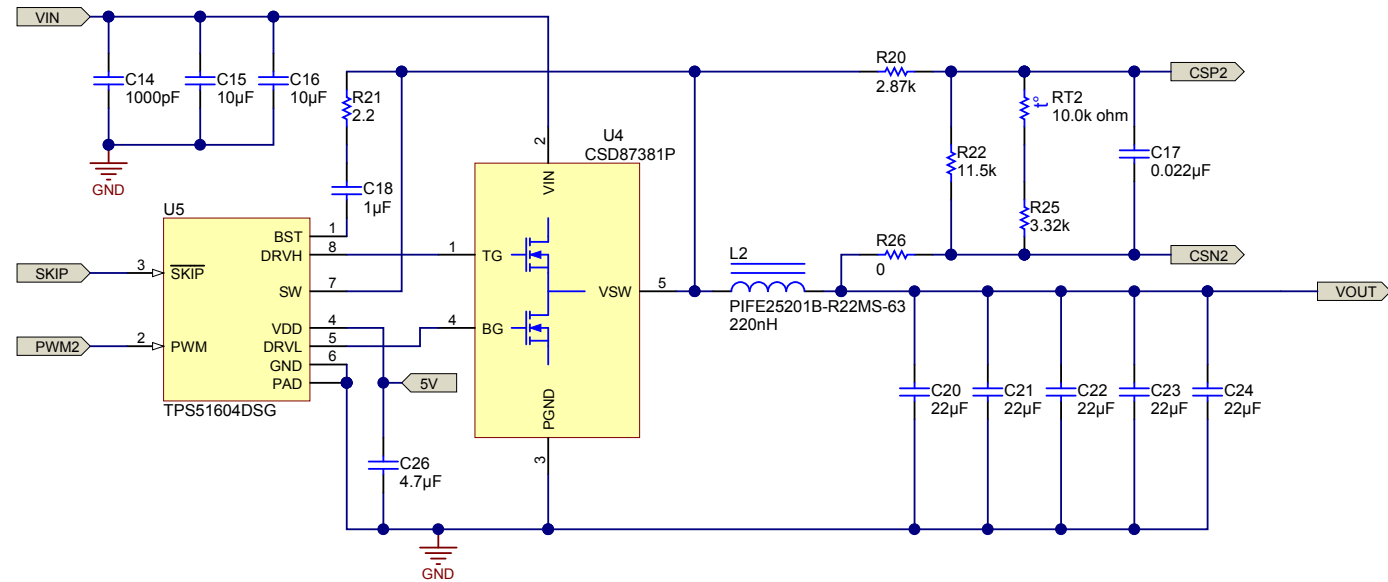 VIN
C14
1000pF
C15
10µF
C16
10µF
GND
R21
2.2
C18
1µF
R20
2.87k
CSP2
R22
11.5k
t°
RT2
10.0k ohm
C17
0.022µF
R25
3.32k
R26
0
CSN2
U4
CSD87381P
2
VIN
1
TG
VSW
5
4
BG
PGND
3
U5
BST
1
DRVH
8
SKIP
3
SKIP
SW
7
VDD
4
DRVL
5
PWM2
2
PWM
GND
6
PAD
TPS51604DSG
5V
C26
4.7µF
GND
L2
PIFE25201B-R22MS-63
220nH
VOUT
C20
22µF
C21
22µF
C22
22µF
C23
22µF
C24
22µF